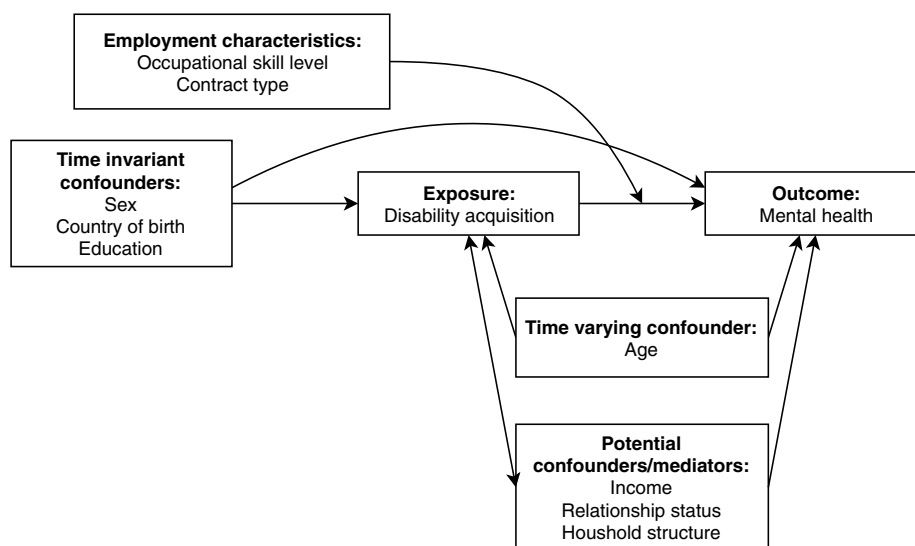 Employment characteristics:
Occupational skill level
Contract type
Time invariant
confounders:
Sex
Country of birth
Education
Exposure:
Disability acquisition
Outcome:
Mental health
Time varying confounder:
Age
Potential
confounders/mediators:
Income
Relationship status
Houshold structure